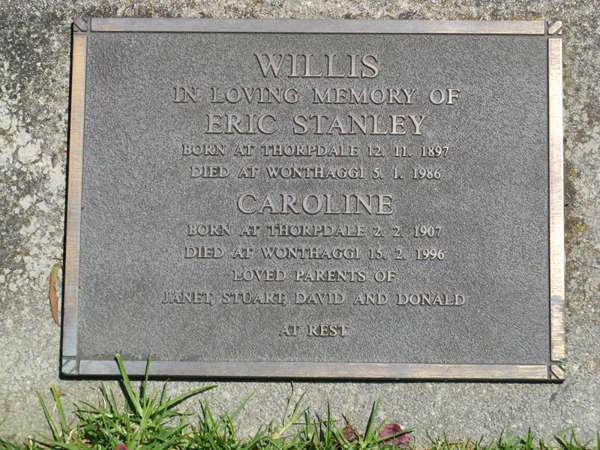 WILLIS
IN LOVING MEMORY OF
ERIC STANLEY
BORN AT THORPDALE 12. 11. 1897
DIED AT WONTHAGGI 5. 1. 1986
CAROLINE
BORN AT THORPDALE 2. 2. 1907
DIED AT WONTHAGGI 15. 2. 1996
LOVED PARENTS OF
JANET, STUART, DAVID AND DONALD
AT REST